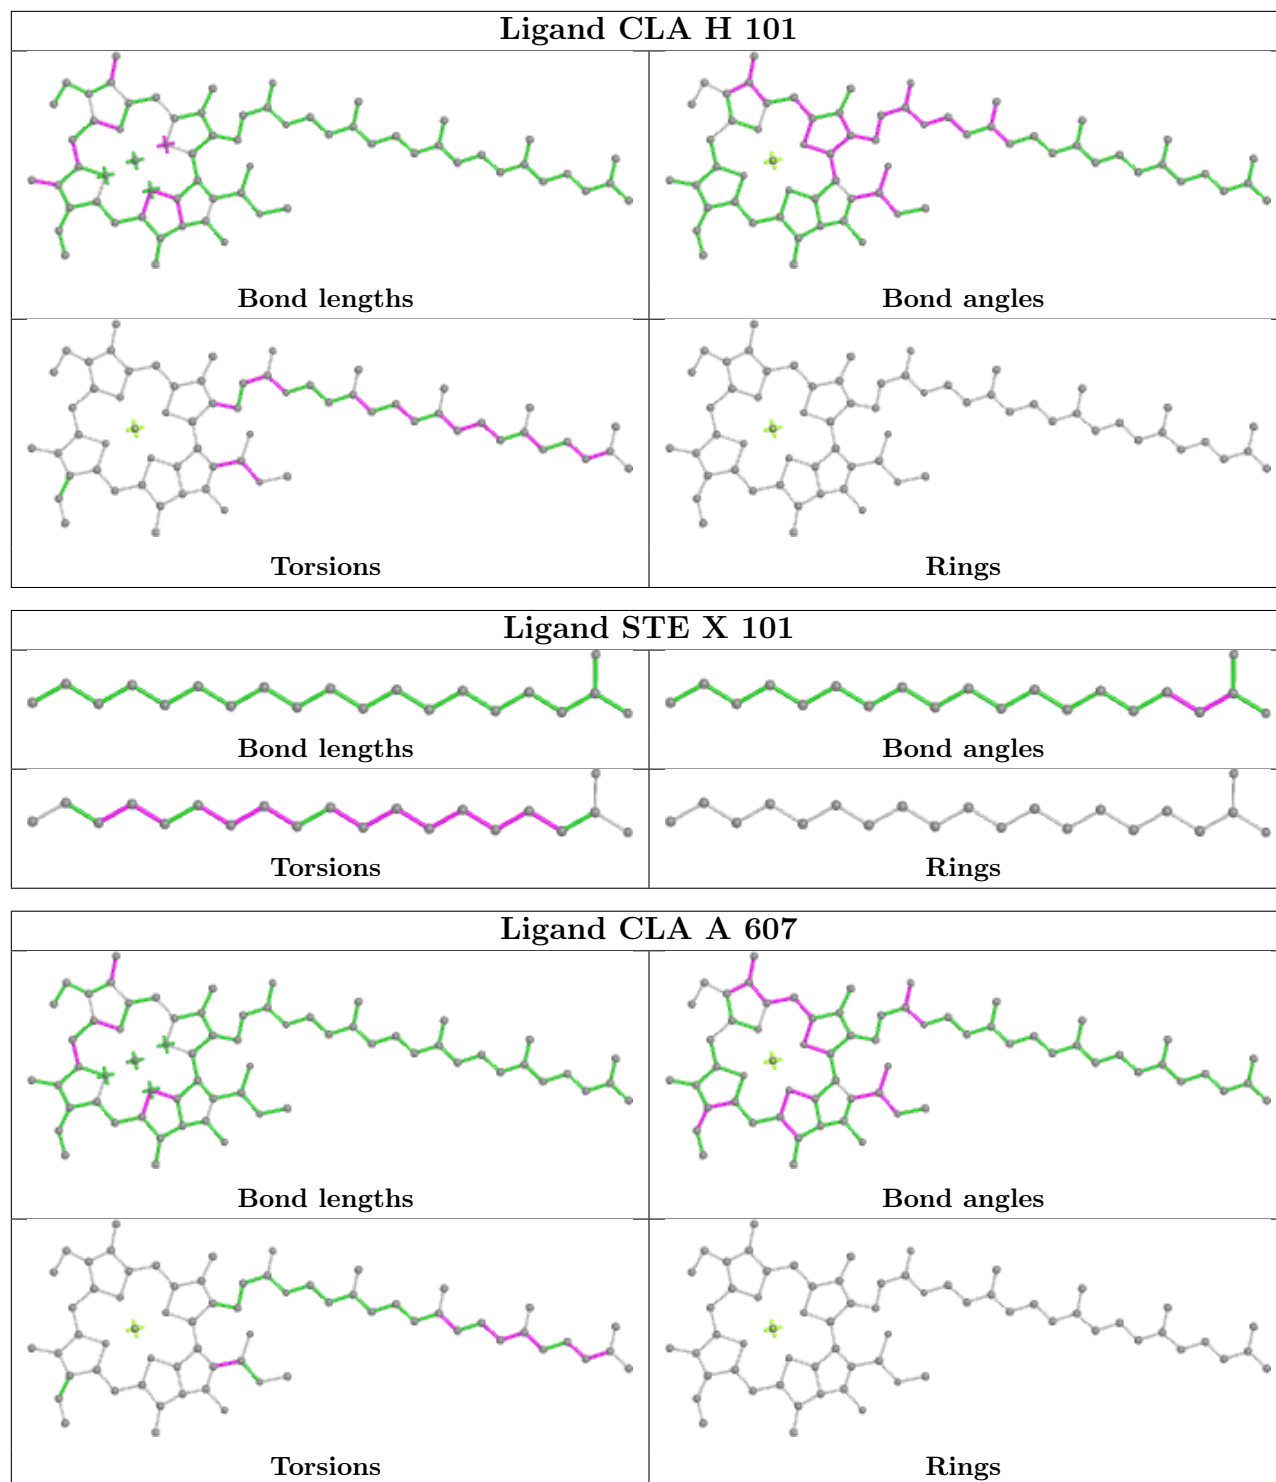 Ligand CLA H 101
Bond lengths
Bond angles
Torsions
Rings
Ligand STE X 101
Bond lengths
Bond angles
Torsions
Rings
Ligand CLA A 607
Bond lengths
Bond angles
Torsions
Rings